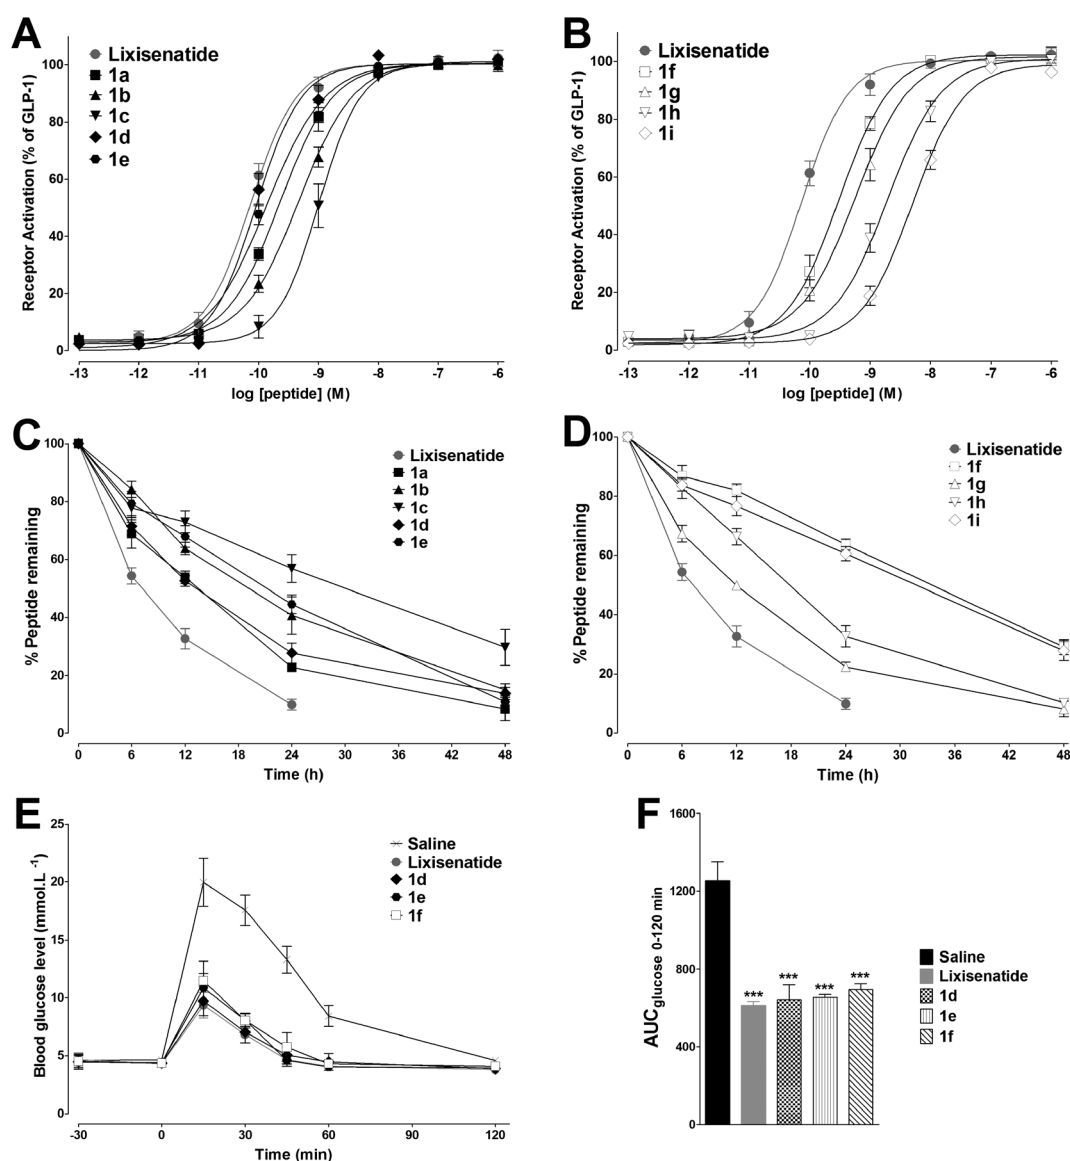 A
Receptor Activation (% of GLP-1)
100
80
60
40
20
0
Lixisenatide
1a
1b
1c
1d
1e
-13 -12 -11 -10 -9 -8 -7 -6
log [peptide] (M)
B
Receptor Activation (% of GLP-1)
100
80
60
40
20
0
Lixisenatide
1f
1g
1h
1i
-13 -12 -11 -10 -9 -8 -7 -6
log [peptide] (M)
C
% Peptide remaining
100
80
60
40
20
0
Lixisenatide
1a
1b
1c
1d
1e
0 6 12 18 24 30 36 42 48
Time (h)
D
% Peptide remaining
100
80
60
40
20
0
Lixisenatide
1f
1g
1h
1i
0 6 12 18 24 30 36 42 48
Time (h)
E
Blood glucose level (mmol.L -1)
25
20
15
10
5
0
Saline
Lixisenatide
1d
1e
1f
-30 0 30 60 90 120
Time (min)
F
AUCglucose 0-120 min
1600
1200
800
400
0
*** *** *** ***
Saline
Lixisenatide
1d
1e
1f